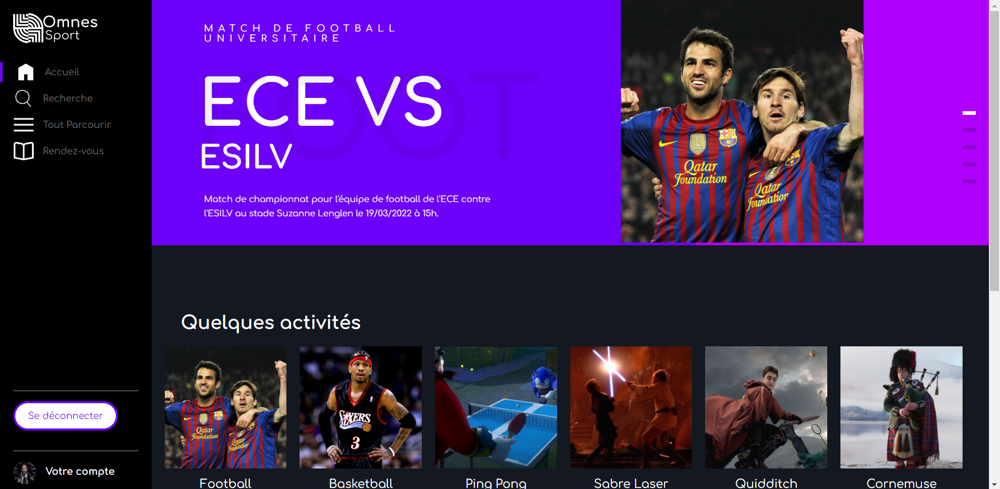 Omnes
Sport
Accueil
Recherche
Tout Parcourir
Rendez-vous
Se déconnecter
Votre compte
MATCH DE FOOTBALL
UNIVERSITAIRE
FOOT
ECE VS
ESILV
Match de championnat pour l'équipe de football de l'ECE contre
l'ESILV au stade Suzanne Lenglen le 19/03/2022 à 15h.
Qatar
Foundation
Qatar
Foundation
Quelques activités
Qatar
Foundation
Qatar
Foundation
SIXERS
3
Football
Basketball
Ping Pong
Sabre Laser
Quidditch
Cornemuse